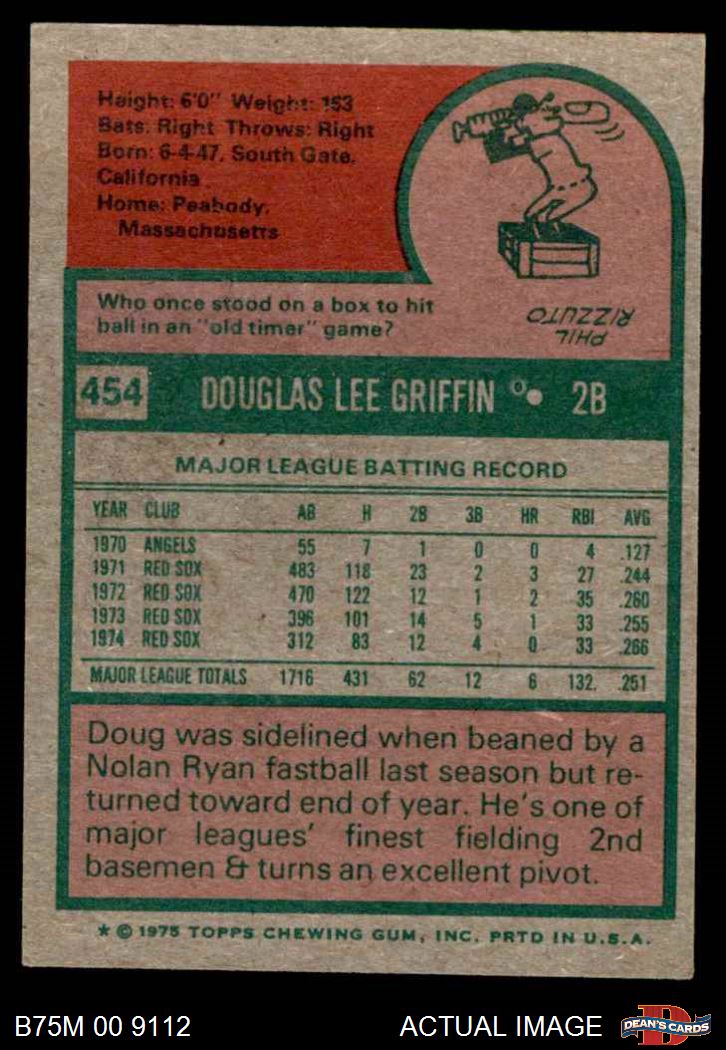 Height: 6'0" Weight: 153
Bats: Right Throws: Right
Born: 6-4-47, South Gate,
California
Home: Peabody,
Massachusetts
Who once stood on a box to hit
ball in an "old timer" game?
PHIL
RIZZUTO
454 DOUGLAS LEE GRIFFIN 2B
MAJOR LEAGUE BATTING RECORD
YEAR CLUB AB H 2B 3B HR RBI AVG
1970 ANGELS 55 7 1 0 0 4 .127
1971 RED SOX 483 118 23 2 3 27 .244
1972 RED SOX 470 122 12 1 2 35 .260
1973 RED SOX 396 101 14 5 1 33 .255
1974 RED SOX 312 83 12 4 0 33 .266
MAJOR LEAGUE TOTALS 1716 431 62 12 6 132. .251
Doug was sidelined when beaned by a
Nolan Ryan fastball last season but re-
turned toward end of year. He's one of
major leagues' finest fielding 2nd
basemen & turns an excellent pivot.
* © 1975 TOPPS CHEWING GUM, INC. PRTD IN U.S.A.
B75M 00 9112 ACTUAL IMAGE
D
DEAN'S CARDS